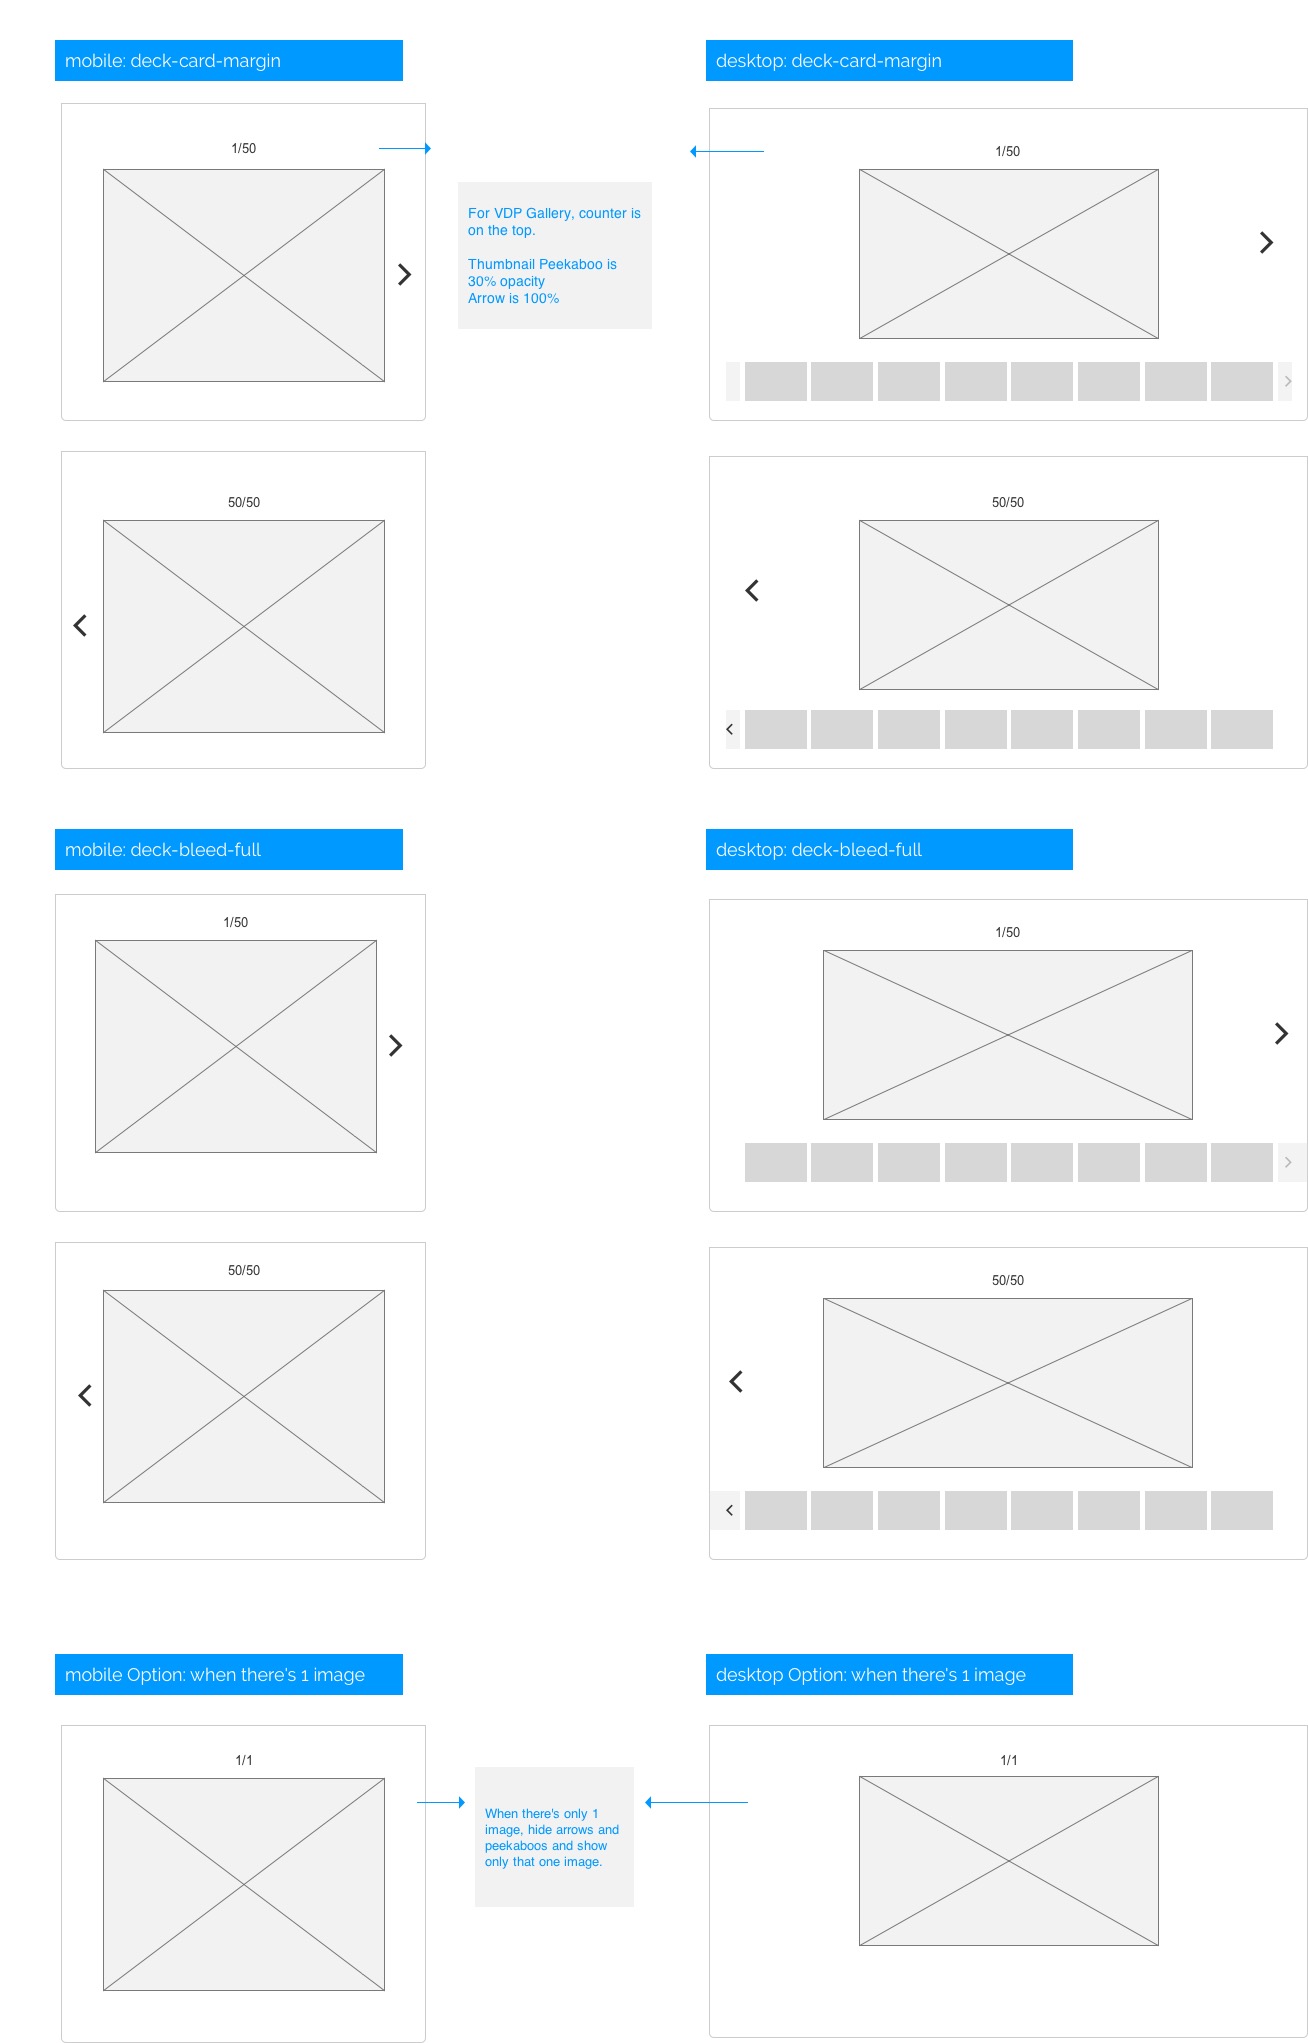 mobile: deck-card-margin
desktop: deck-card-margin
1/50
1/50
For VDP Gallery, counter is
on the top.
Thumbnail Peekaboo is
30% opacity
Arrow is 100%
50/50
50/50
mobile: deck-bleed-full
desktop: deck-bleed-full
1/50
1/50
50/50
50/50
mobile Option: when there's 1 image
desktop Option: when there's 1 image
1/1
1/1
When there's only 1
image, hide arrows and
peekaboos and show
only that one image.